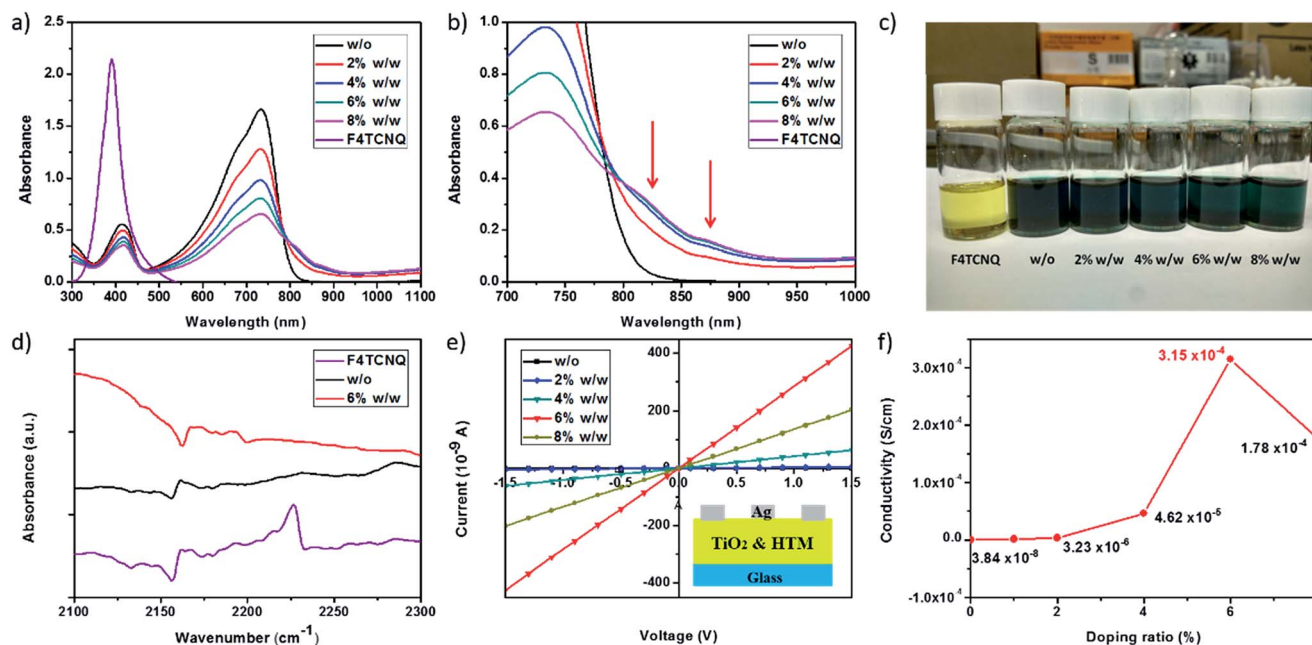 a)
2.5
2.0
1.5
1.0
0.5
0.0
Absorbance
w/o
2% w/w
4% w/w
6% w/w
8% w/w
F4TCNQ
300 400 500 600 700 800 900 1000 1100
Wavelength (nm)
b)
1.0
0.8
0.6
0.4
0.2
0.0
Absorbance
w/o
2% w/w
4% w/w
6% w/w
8% w/w
F4TCNQ
700 750 800 850 900 950 1000
Wavelength (nm)
c)
S
F4TCNQ w/o 2% w/w 4% w/w 6% w/w 8% w/w
d)
Absorbance (a.u.)
F4TCNQ
w/o
6% w/w
2100 2150 2200 2250 2300
Wavenumber (cm-1)
e)
Current (10-9 A)
w/o
2% w/w
4% w/w
6% w/w
8% w/w
400
200
0
-200
-400
-1.5 -1.0 -0.5 0.0 0.5 1.0 1.5
Ag
TiO2 & HTM
Glass
Voltage (V)
f)
Conductivity (S/cm)
3.0x10-4
2.0x10-4
1.0x10-4
0.0
-1.0x10-4
3.15 x10-4
1.78 x10-4
4.62 x10-5
3.84 x10-8
3.23 x10-6
0 2 4 6
Doping ratio (%)